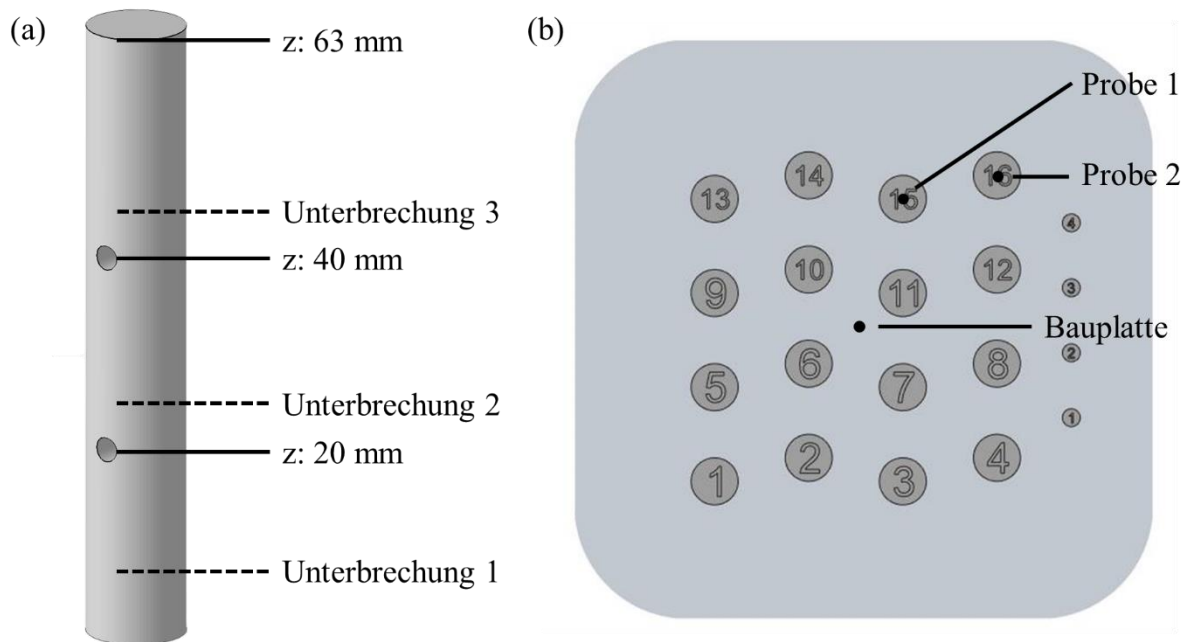 (a)
z: 63 mm
Unterbrechung 3
z: 40 mm
Unterbrechung 2
z: 20 mm
Unterbrechung 1
(b)
Probe 1
Probe 2
Bauplatte
13 14 15 16
9 10 11 12
5 6 7 8
1 2 3 4
4
3
2
1